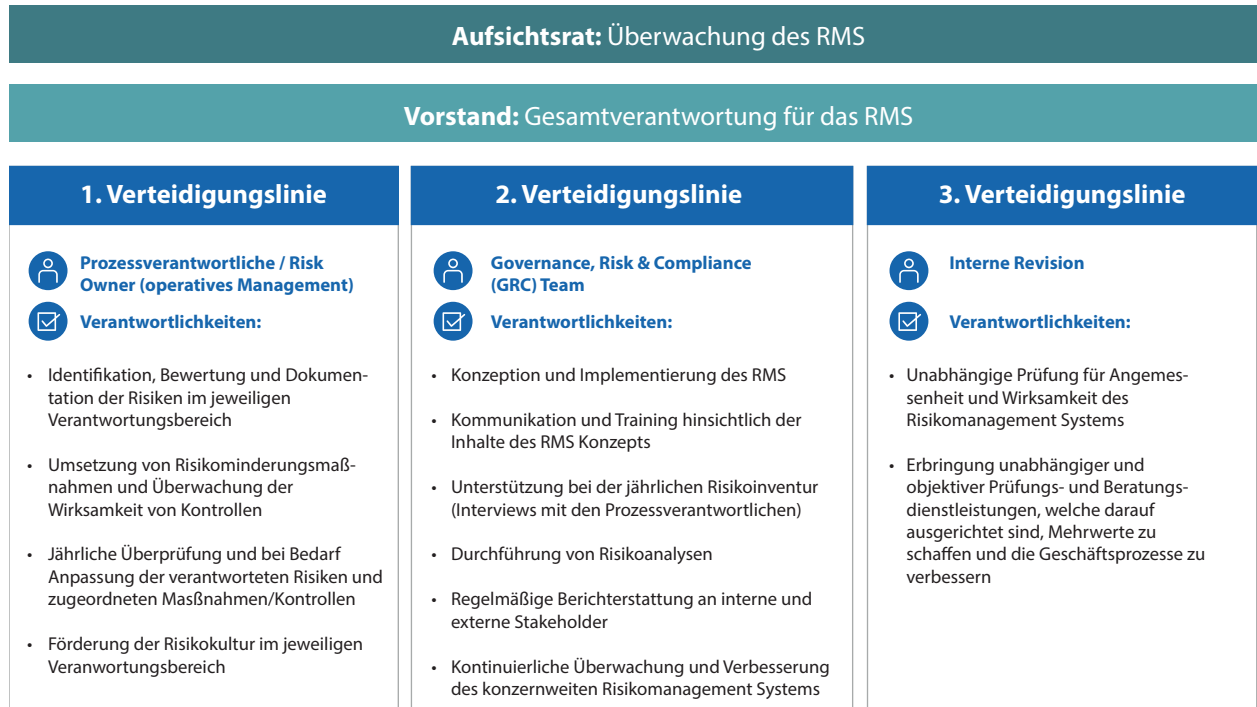 Aufsichtsrat: Überwachung des RMS
Vorstand: Gesamtverantwortung für das RMS
1. Verteidigungslinie
Prozessverantwortliche / Risk
Owner (operatives Management)
Verantwortlichkeiten:
• Identifikation, Bewertung und Dokumen-
tation der Risiken im jeweiligen
Verantwortungsbereich
• Umsetzung von Risikominderungsmaß-
nahmen und Überwachung der
Wirksamkeit von Kontrollen
• Jährliche Überprüfung und bei Bedarf
Anpassung der verantworteten Risiken und
zugeordneten Masßnahmen/Kontrollen
• Förderung der Risikokultur im jeweiligen
Veranwortungsbereich
2. Verteidigungslinie
Governance, Risk & Compliance
(GRC) Team
Verantwortlichkeiten:
• Konzeption und Implementierung des RMS
• Kommunikation und Training hinsichtlich der
Inhalte des RMS Konzepts
• Unterstützung bei der jährlichen Risikoinventur
(Interviews mit den Prozessverantwortlichen)
• Durchführung von Risikoanalysen
• Regelmäßige Berichterstattung an interne und
externe Stakeholder
• Kontinuierliche Überwachung und Verbesserung
des konzernweiten Risikomanagement Systems
3. Verteidigungslinie
Interne Revision
Verantwortlichkeiten:
• Unabhängige Prüfung für Angemes-
senheit und Wirksamkeit des
Risikomanagement Systems
• Erbringung unabhängiger und
objektiver Prüfungs- und Beratungs-
dienstleistungen, welche darauf
ausgerichtet sind, Mehrwerte zu
schaffen und die Geschäftsprozesse zu
verbessern